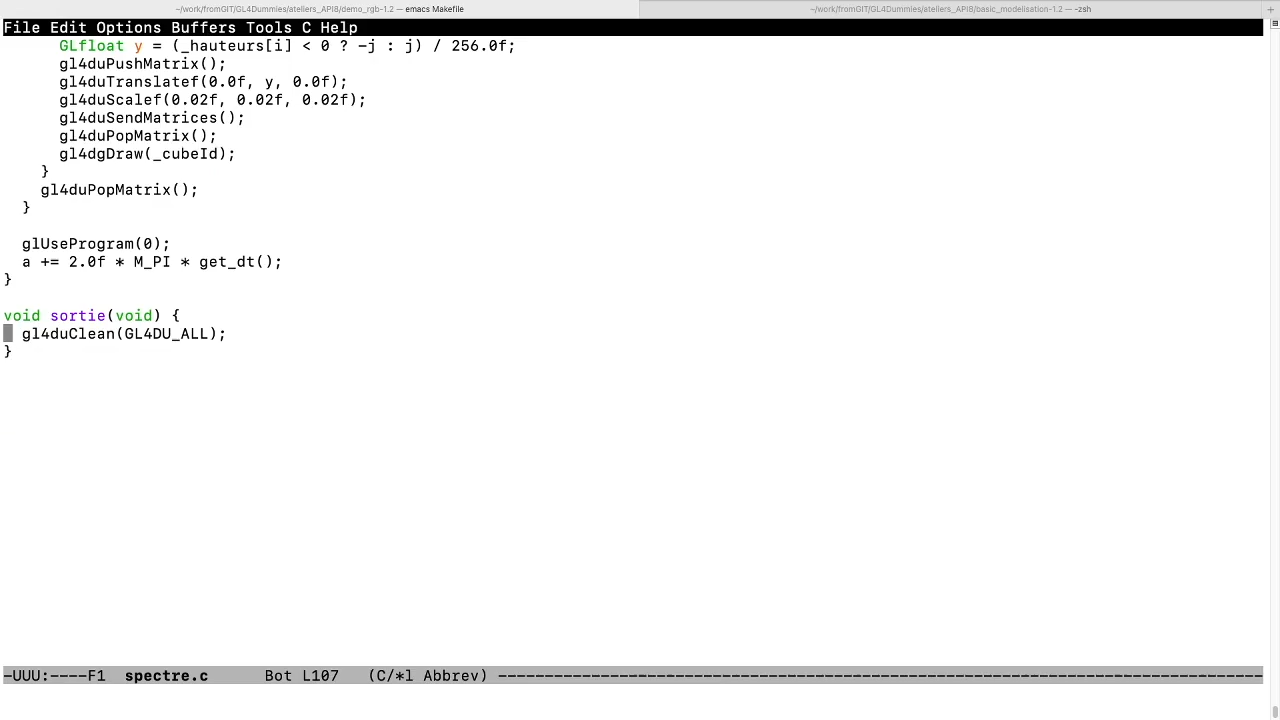 ~/work/fromGIT/GL4Dummies/ateliers_API8/demo_rgb-1.2 — emacs Makefile
~/work/fromGIT/GL4Dummies/ateliers_API8/basic_modelisation-1.2 — -zsh
File Edit Options Buffers Tools C Help
      GLfloat y = (_hauteurs[i] < 0 ? -j : j) / 256.0f;
      gl4duPushMatrix();
      gl4duTranslatef(0.0f, y, 0.0f);
      gl4duScalef(0.02f, 0.02f, 0.02f);
      gl4duSendMatrices();
      gl4duPopMatrix();
      gl4dgDraw(_cubeId);
    }
    gl4duPopMatrix();
  }

  glUseProgram(0);
  a += 2.0f * M_PI * get_dt();
}

void sortie(void) {
  gl4duClean(GL4DU_ALL);
}
-UUU:----F1  spectre.c      Bot L107   (C/*l Abbrev) ----------------------------------------------------------------------------------